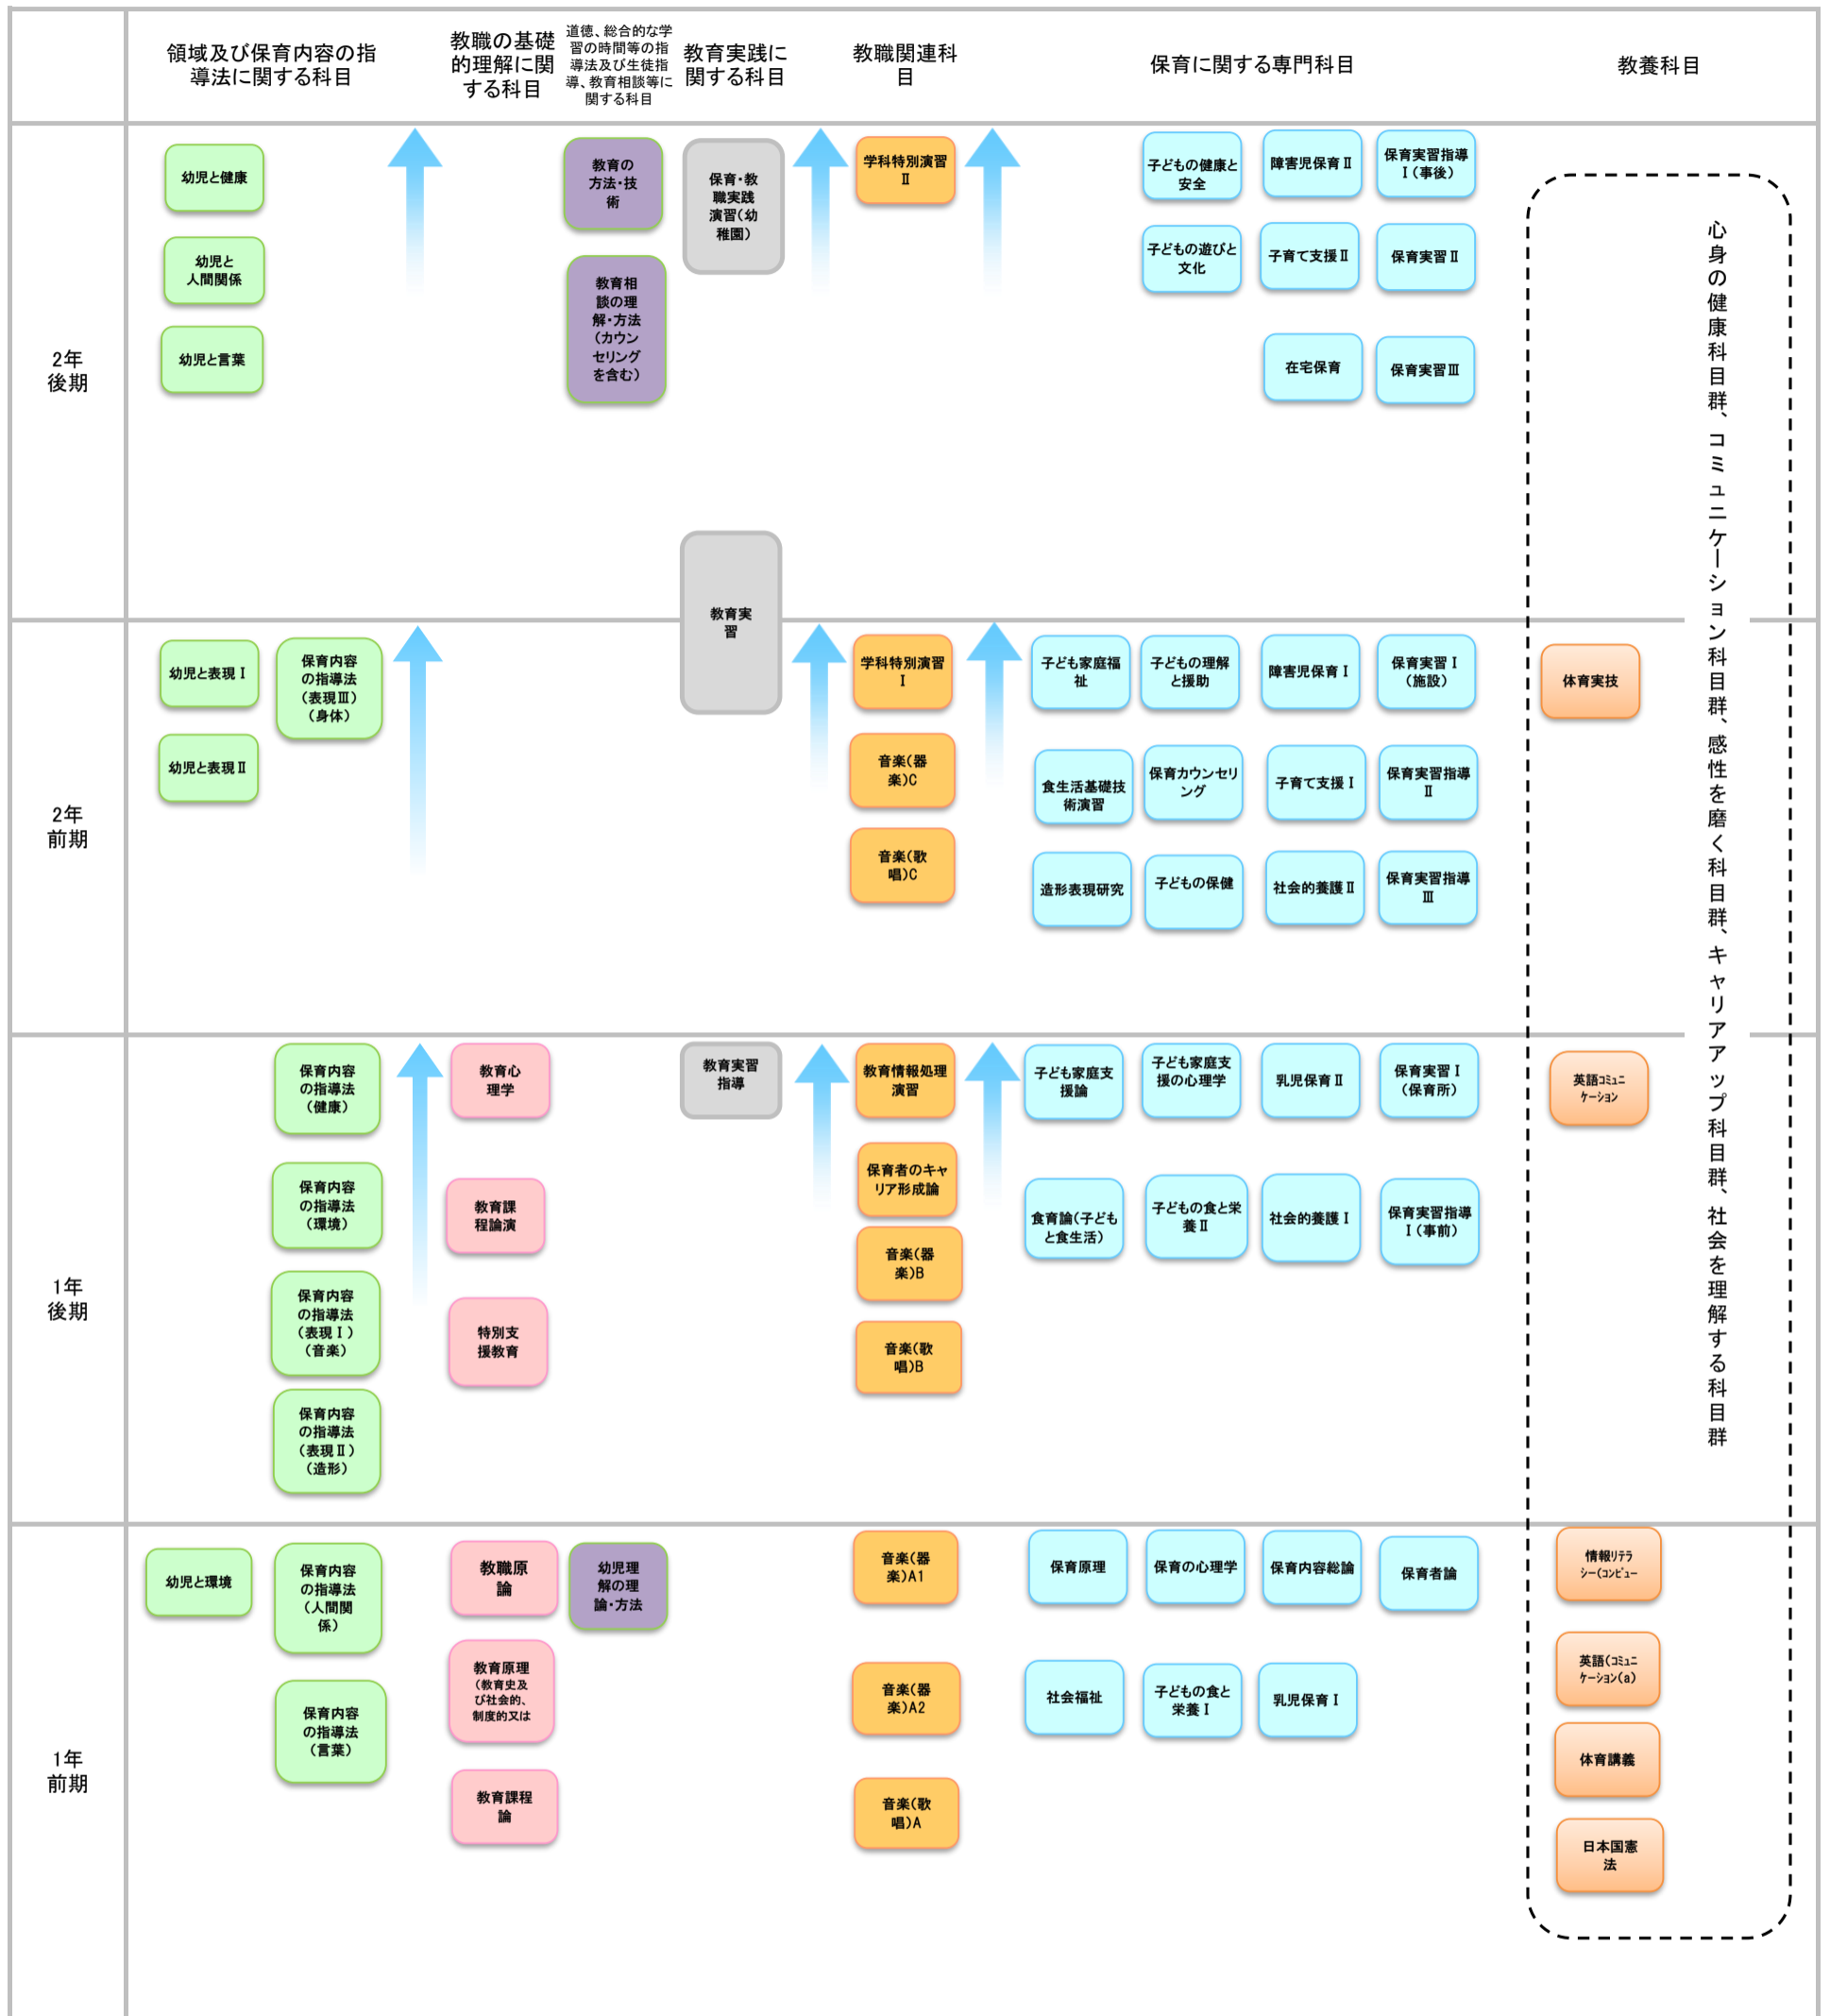 領域及び保育内容の指
導法に関する科目
教職の基礎
的理解に関
する科目
道徳、総合的な学
習の時間等の指
導法及び生徒指
導、教育相談等に
関する科目
教育実践に
関する科目
教職関連科
目
保育に関する専門科目
教養科目
2年
後期
幼児と健康
幼児と
人間関係
幼児と言葉
教育の
方法・技
術
教育相
談の理
解・方法
（カウン
セリング
を含む）
保育・教
職実践
演習（幼
稚園）
学科特別演習
Ⅱ
子どもの健康と
安全
障害児保育Ⅱ
保育実習指導
Ⅰ（事後）
子どもの遊びと
文化
子育て支援Ⅱ
保育実習Ⅱ
在宅保育
保育実習Ⅲ
教育実
習
2年
前期
幼児と表現Ⅰ
保育内容
の指導法
（表現Ⅲ）
（身体）
幼児と表現Ⅱ
学科特別演習
Ⅰ
音楽（器
楽）C
音楽（歌
唱）C
子ども家庭福
祉
子どもの理解
と援助
障害児保育Ⅰ
保育実習Ⅰ
（施設）
食生活基礎技
術演習
保育カウンセリ
ング
子育て支援Ⅰ
保育実習指導
Ⅱ
造形表現研究
子どもの保健
社会的養護Ⅱ
保育実習指導
Ⅲ
体育実技
1年
後期
保育内容
の指導法
（健康）
保育内容
の指導法
（環境）
保育内容
の指導法
（表現Ⅰ）
（音楽）
保育内容
の指導法
（表現Ⅱ）
（造形）
教育心
理学
教育課
程論演
特別支
援教育
教育実習
指導
教育情報処理
演習
保育者のキャ
リア形成論
音楽（器
楽）B
音楽（歌
唱）B
子ども家庭支
援論
子ども家庭支
援の心理学
乳児保育Ⅱ
保育実習Ⅰ
（保育所）
食育論（子ども
と食生活）
子どもの食と栄
養Ⅱ
社会的養護Ⅰ
保育実習指導
Ⅰ（事前）
英語ｺﾐｭﾆ
ｹｰｼｮﾝ
1年
前期
幼児と環境
保育内容
の指導法
（人間関
係）
保育内容
の指導法
（言葉）
教職原
論
教育原理
（教育史及
び社会的、
制度的又は
教育課程
論
幼児理
解の理
論・方法
音楽（器
楽）A1
音楽（器
楽）A2
音楽（歌
唱）A
保育原理
保育の心理学
保育内容総論
保育者論
社会福祉
子どもの食と
栄養Ⅰ
乳児保育Ⅰ
情報ﾘﾃﾗ
ｼｰ(ｺﾝﾋﾟｭｰ
英語（ｺﾐｭﾆ
ｹｰｼｮﾝ(a)
体育講義
日本国憲
法
心身の健康科目群、コミュニケーション科目群、感性を磨く科目群、キャリアアップ科目群、社会を理解する科目群